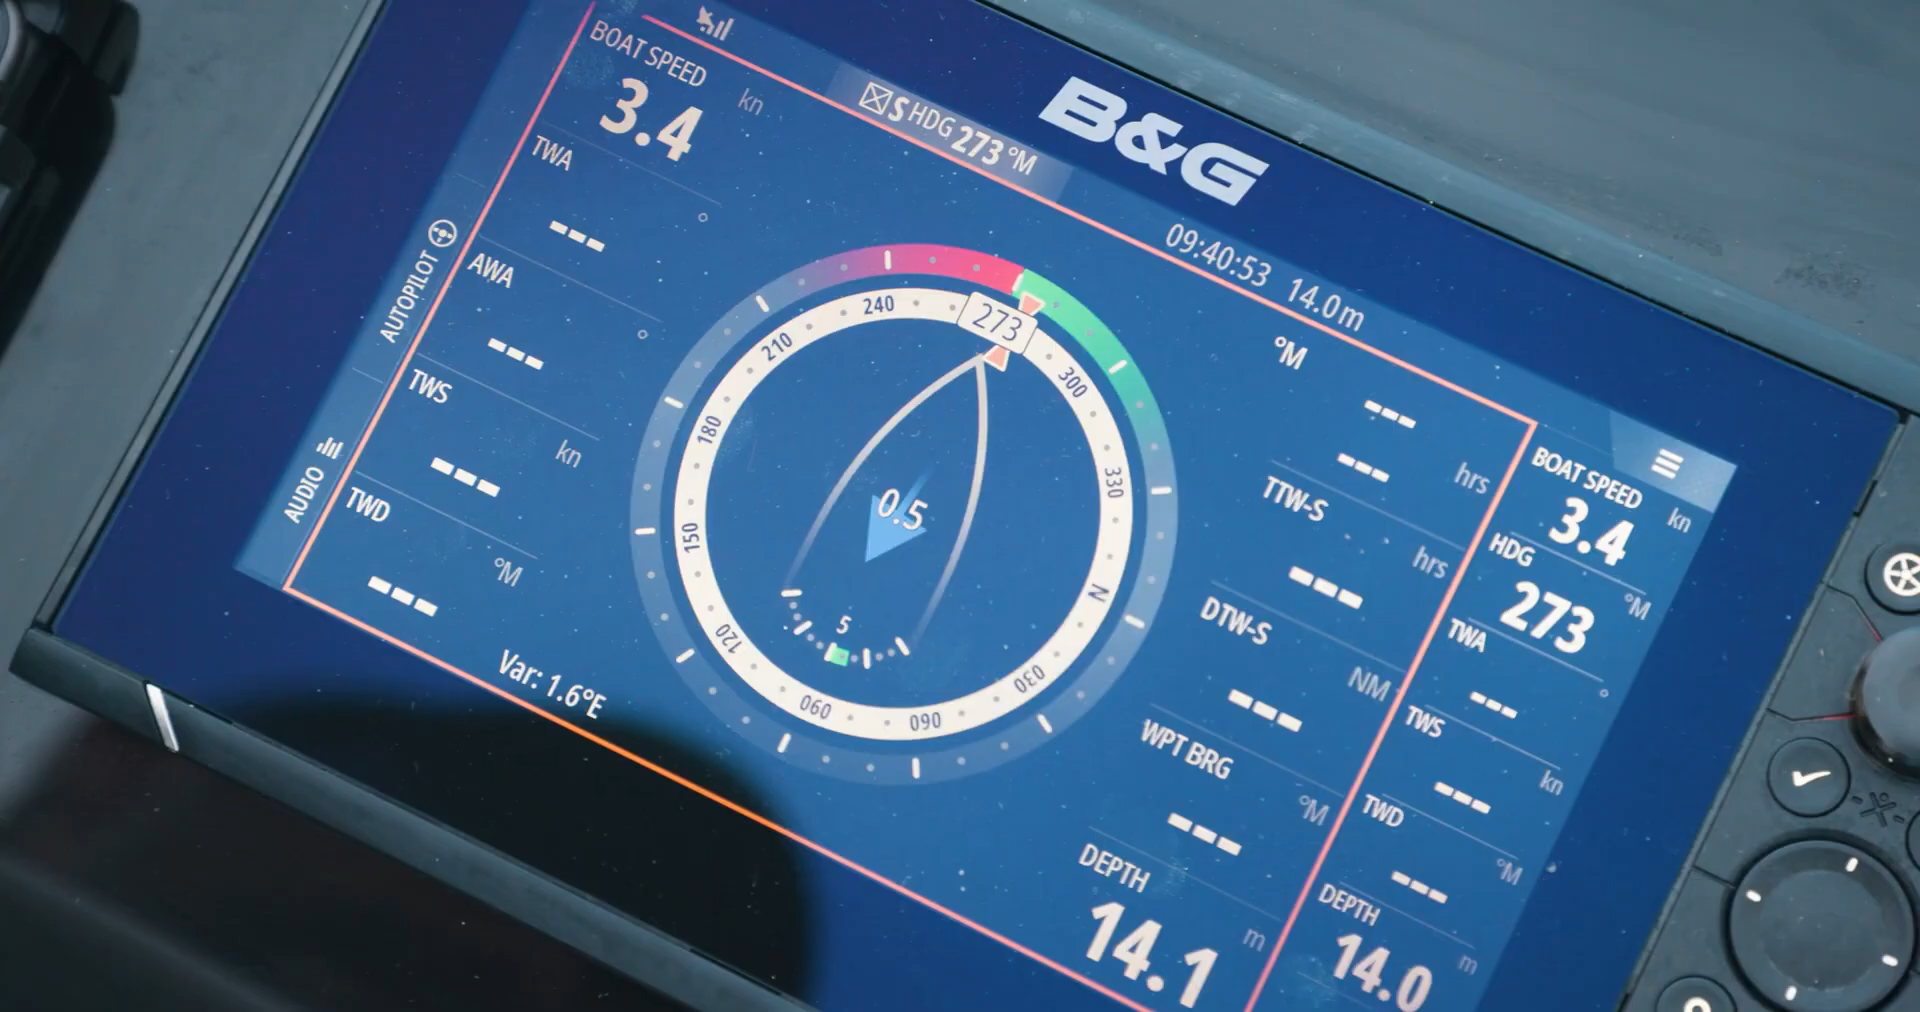 B&G
S HDG 273 °M
09:40:53 14.0m
AUTOPILOT
AUDIO
BOAT SPEED
3.4 kn
TWA
--- °
AWA
--- °
TWS
--- kn
TWD
--- °M
Var: 1.6°E
273
300
330
N
030
060
090
120
150
180
210
240
0.5
5
°M
---
--- hrs
TTW-S
--- hrs
DTW-S
--- NM
WPT BRG
--- °M
DEPTH
14.1 m
BOAT SPEED
3.4 kn
HDG
273 °M
TWA
--- °
TWS
--- kn
TWD
--- °M
DEPTH
14.0 m